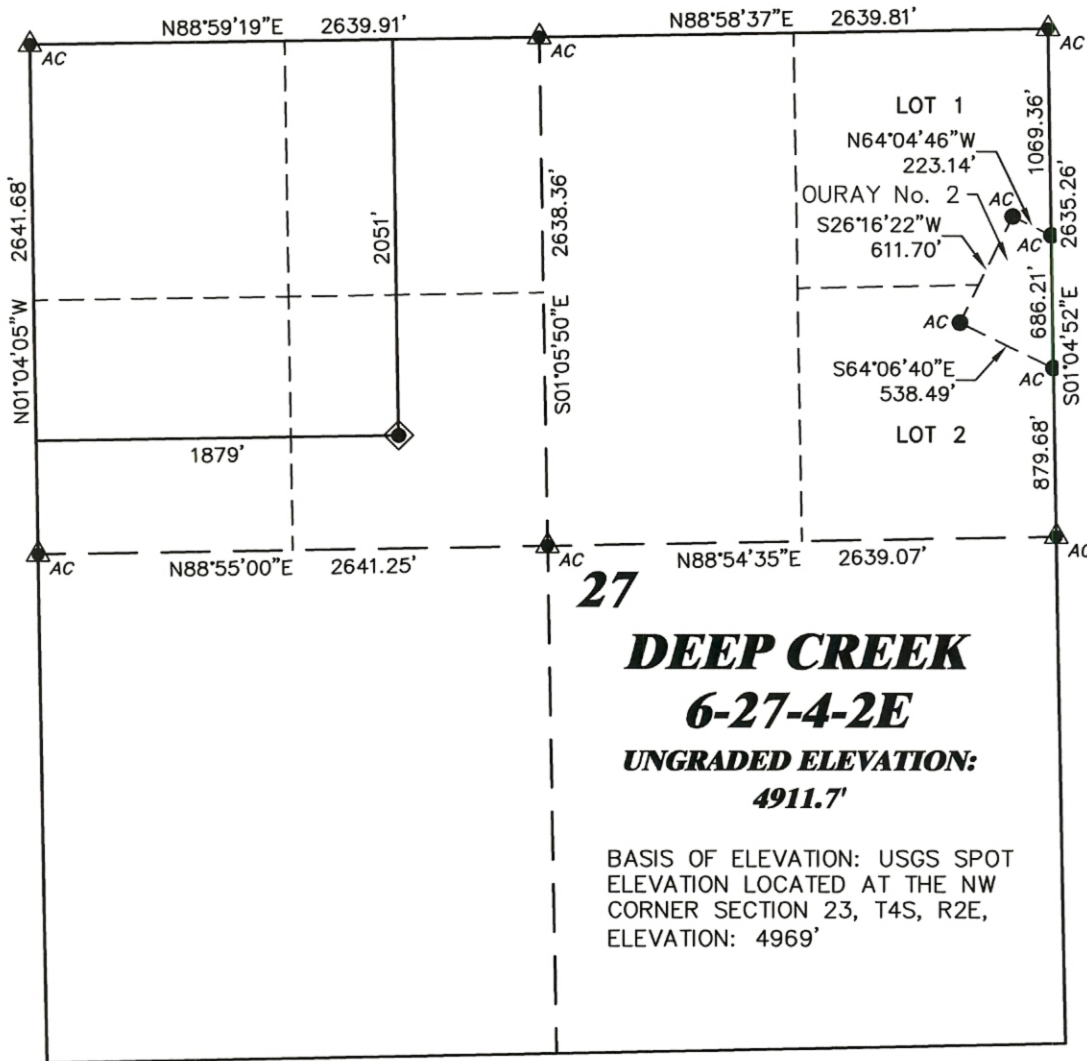 N88°59'19"E 2639.91'
N88°58'37"E 2639.81'
AC
AC
LOT 1
N64°04'46"W
223.14'
OURAY No. 2
AC
S26°16'22"W
611.70'
AC
1069.36'
2635.26'
N01°04'05"W 2641.68'
2051'
S01°05'50"E 2638.36'
AC
686.21'
S01°04'52"E
S64°06'40"E
538.49'
AC
LOT 2
879.68'
1879'
AC
N88°55'00"E 2641.25'
AC
N88°54'35"E 2639.07'
AC
27
DEEP CREEK
6-27-4-2E
UNGRADED ELEVATION:
4911.7'
BASIS OF ELEVATION: USGS SPOT
ELEVATION LOCATED AT THE NW
CORNER SECTION 23, T4S, R2E,
ELEVATION: 4969'